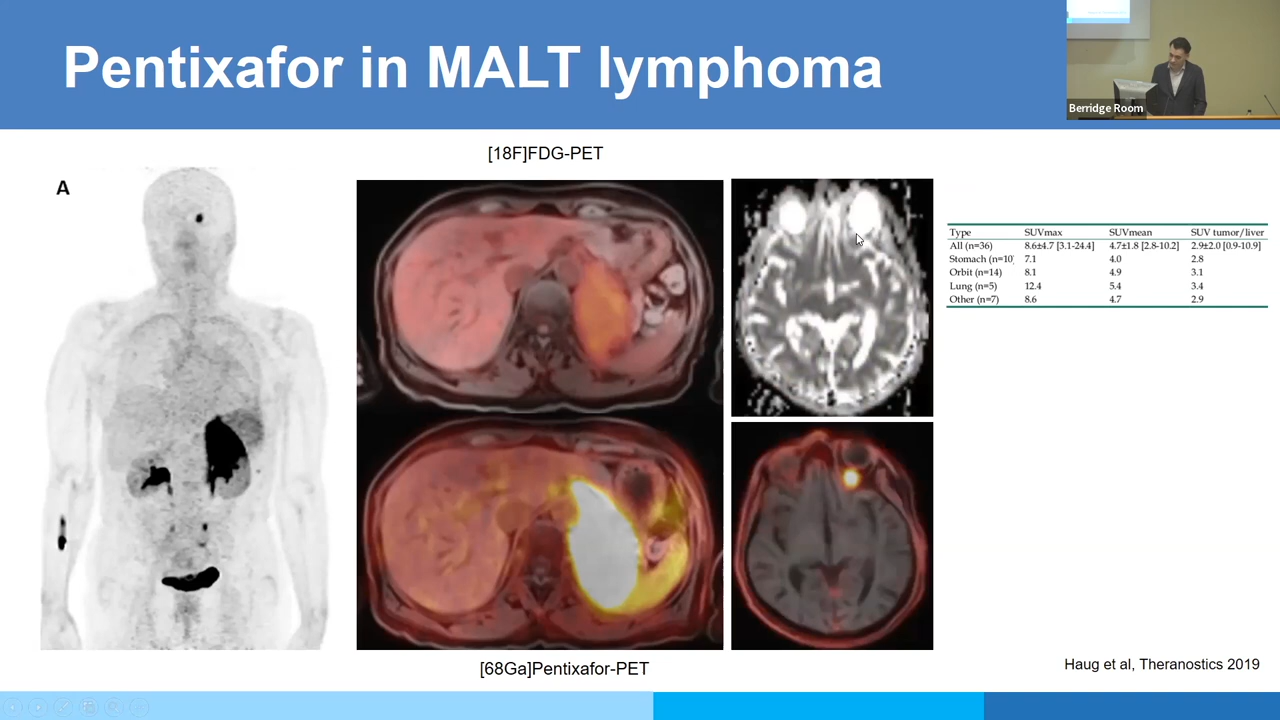 Pentixafor in MALT lymphoma
Berridge Room
[18F]FDG-PET
A
Type SUVmax SUVmean SUV tumor/liver
All (n=36) 8.6±4.7 [3.1-24.4] 4.7±1.8 [2.8-10.2] 2.9±2.0 [0.9-10.9]
Stomach (n=10) 7.1 4.0 2.8
Orbit (n=14) 8.1 4.9 3.1
Lung (n=5) 12.4 5.4 3.4
Other (n=7) 8.6 4.7 2.9
[68Ga]Pentixafor-PET
Haug et al, Theranostics 2019